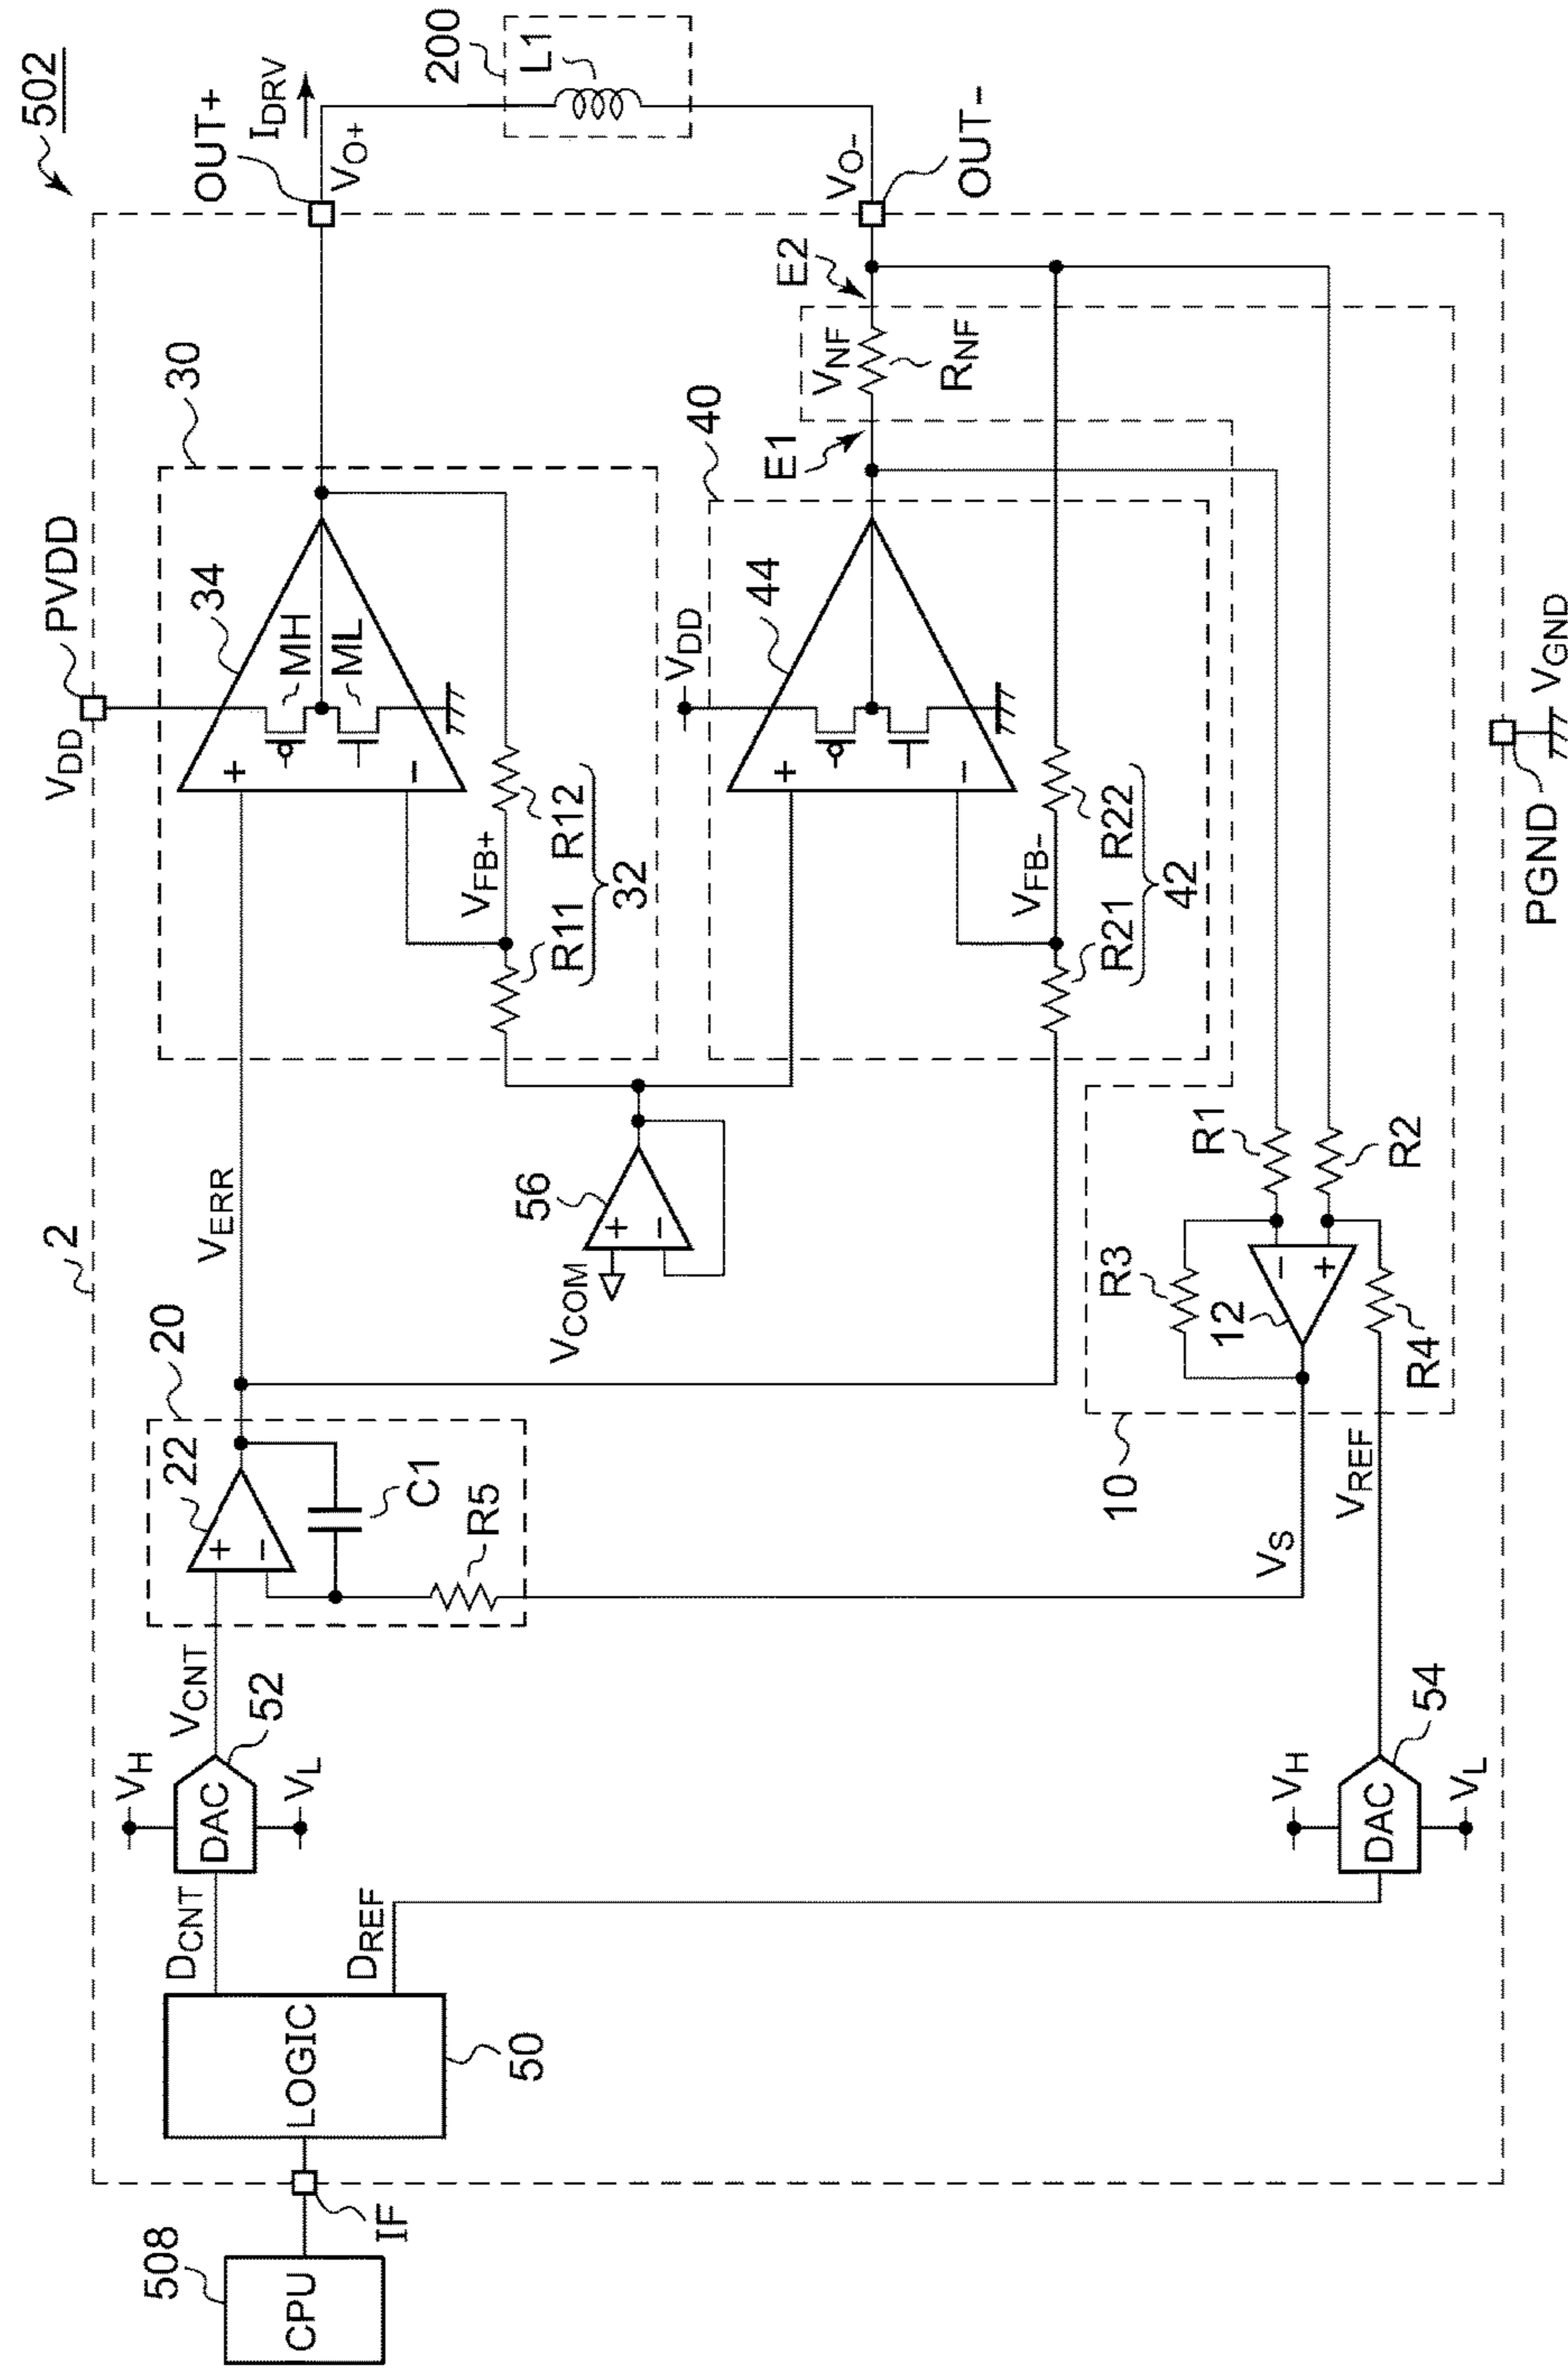 502
2
CPU
508
IF
LOGIC
50
DCNT
DREF
DAC
52
VH
VL
VCNT
DAC
54
VH
VL
VREF
20
22
C1
R5
VERR
VS
10
12
R1
R2
R3
R4
56
VCOM
30
34
MH
ML
VDD
PVDD
VFB+
R11 R12
32
40
44
VDD
VFB−
R21 R22
42
E1
E2
VNF
RNF
OUT+
VO+
IDRV
200
L1
VO−
OUT−
PGND
VGND
+
−
+
−
+
−
+
−
−
+